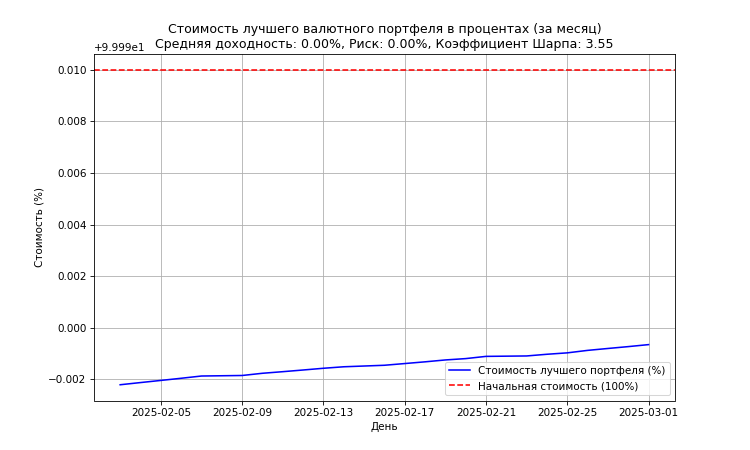 Стоимость лучшего валютного портфеля в процентах (за месяц)
Средняя доходность: 0.00%, Риск: 0.00%, Коэффициент Шарпа: 3.55
+9.999e1
0.010
0.008
0.006
0.004
0.002
0.000
−0.002
Стоимость (%)
Стоимость лучшего портфеля (%)
Начальная стоимость (100%)
2025-02-05
2025-02-09
2025-02-13
2025-02-17
2025-02-21
2025-02-25
2025-03-01
День